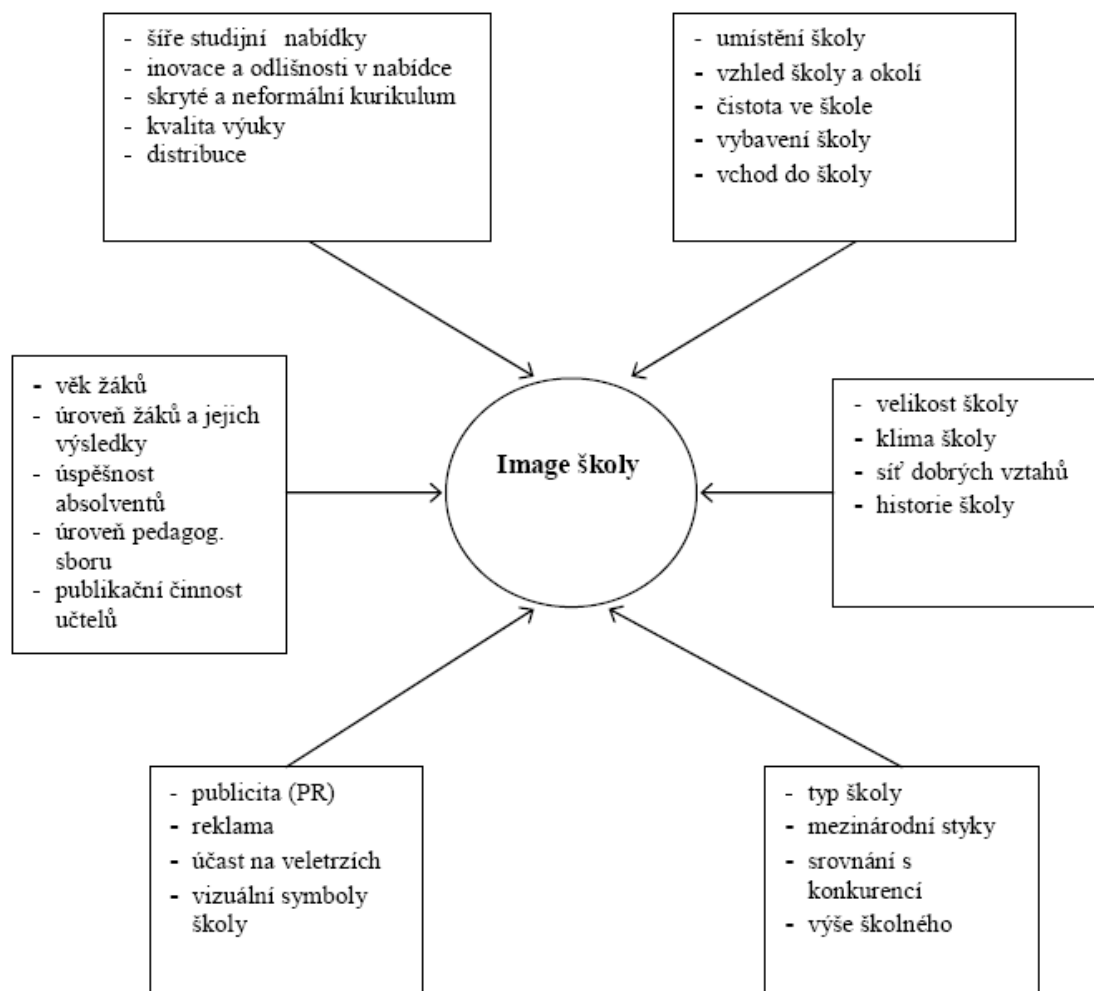 - šíře studijní nabídky
- inovace a odlišnosti v nabídce
- skryté a neformální kurikulum
- kvalita výuky
- distribuce
- umístění školy
- vzhled školy a okolí
- čistota ve škole
- vybavení školy
- vchod do školy
- věk žáků
- úroveň žáků a jejich
výsledky
- úspěšnost
absolventů
- úroveň pedagog.
sboru
- publikační činnost
učtelů
Image školy
- velikost školy
- klima školy
- síť dobrých vztahů
- historie školy
- publicita (PR)
- reklama
- účast na veletrzích
- vizuální symboly
školy
- typ školy
- mezinárodní styky
- srovnání s
konkurencí
- výše školného